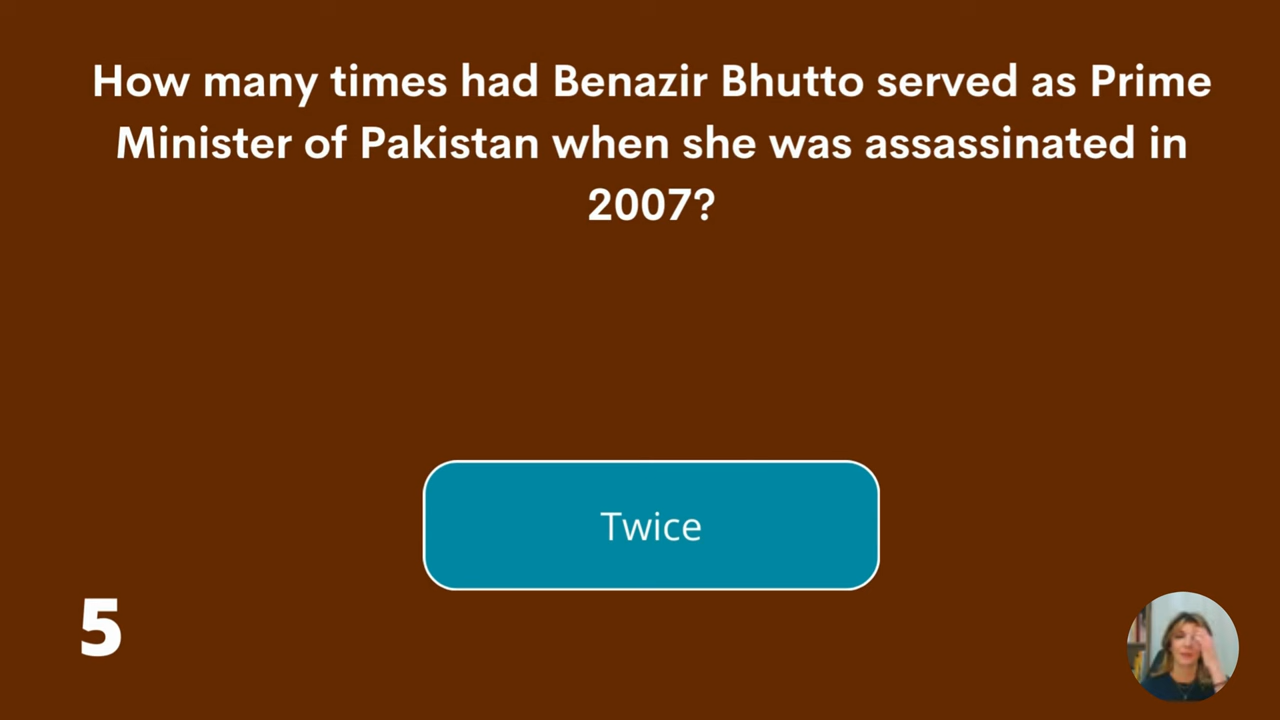 How many times had Benazir Bhutto served as Prime
Minister of Pakistan when she was assassinated in
2007?
Twice
5